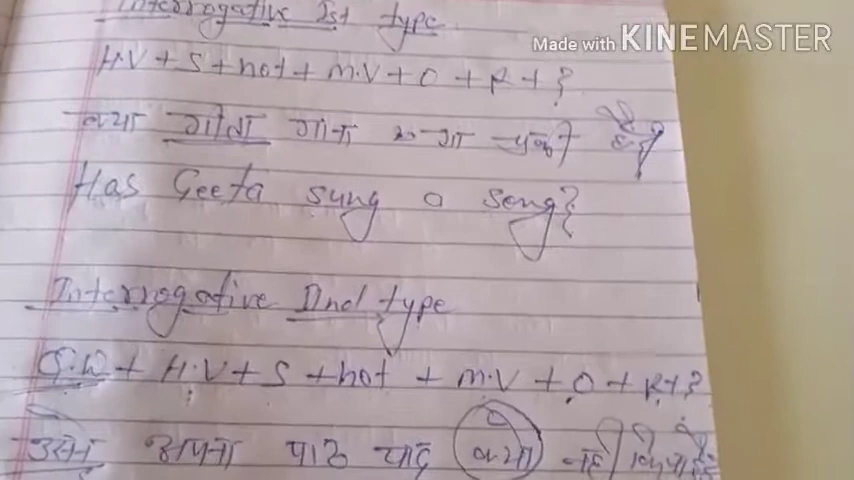 Interrogative Ist type
Made with KINEMASTER
H.V + S + not + M.V + O + R + ?
क्या गीता गाना गा चुकी है?
Has Geeta sung a song?
Interrogative IInd type
Q.W + H.V + S + not + M.V + O + R + ?
उसने अपना पाठ याद क्यों नहीं किया है